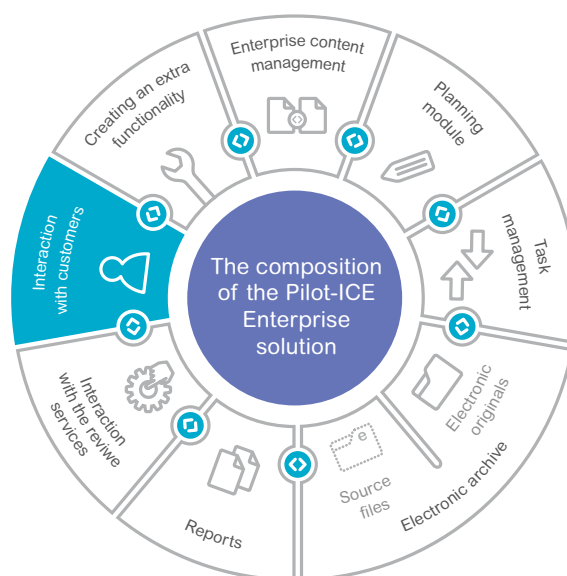 Enterprise content
management
Planning
module
Task
management
Electronic
originals
Electronic archive
Source
files
Reports
Interaction
with the reviwe
services
Interaction
with customers
Creating an extra
functionality
The composition
of the Pilot-ICE
Enterprise
solution
e